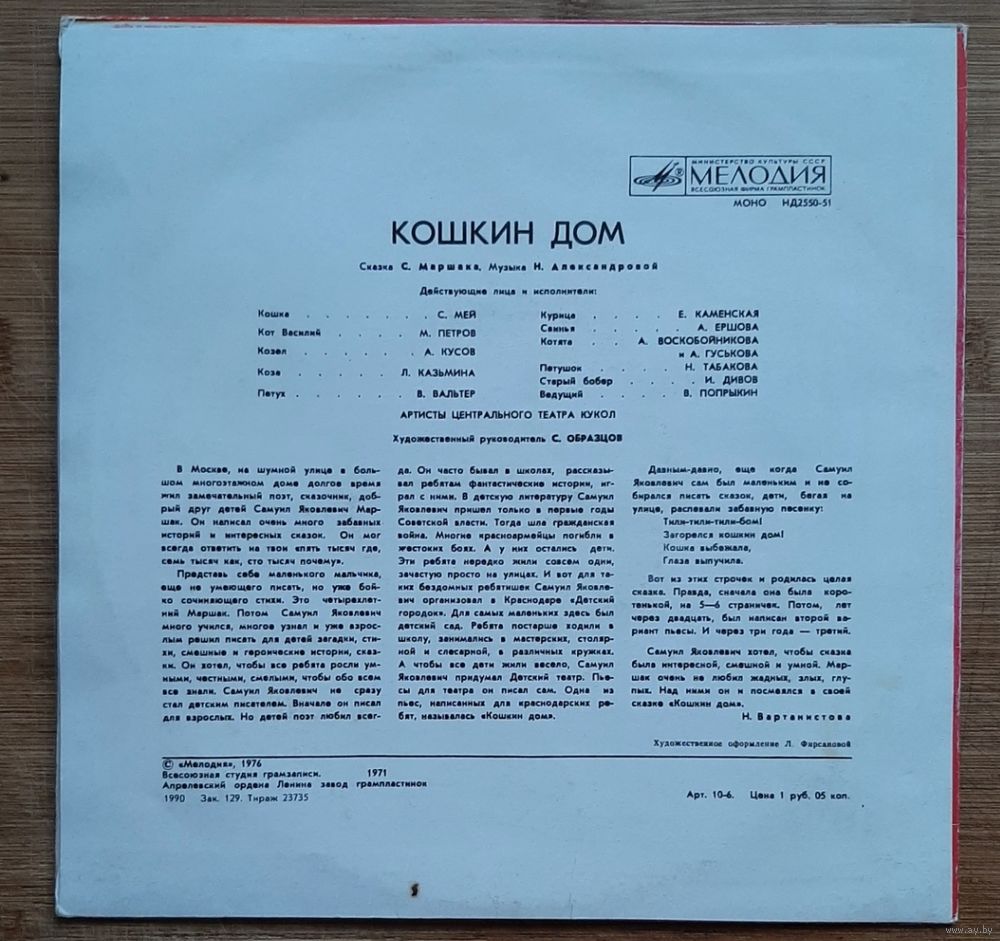 МИНИСТЕРСТВО КУЛЬТУРЫ СССР
МЕЛОДИЯ
ВСЕСОЮЗНАЯ ФИРМА ГРАМПЛАСТИНОК
МОНО НД2550-51
КОШКИН ДОМ
Сказка С. Маршака, Музыка Н. Александровой
Действующие лица и исполнители:
Кошка . . . . . . . С. МЕЙ
Кот Василий . . . . . М. ПЕТРОВ
Козел . . . . . . . А. КУСОВ
Коза . . . . . . . Л. КАЗЬМИНА
Петух . . . . . . В. ВАЛЬТЕР
Курица . . . . Е. КАМЕНСКАЯ
Свинья . . . . . А. ЕРШОВА
Котята . . А. ВОСКОБОЙНИКОВА
и А. ГУСЬКОВА
Петушок . . . . . Н. ТАБАКОВА
Старый бобер . . . . И. ДИВОВ
Ведущий . . . . В. ПОПРЫКИН
АРТИСТЫ ЦЕНТРАЛЬНОГО ТЕАТРА КУКОЛ
Художественный руководитель С. ОБРАЗЦОВ
В Москве, на шумной улице в боль-
шом многоэтажном доме долгое время
жил замечательный поэт, сказочник, доб-
рый друг детей Самуил Яковлевич Мар-
шак. Он написал очень много забавных
историй и интересных сказок. Он мог
всегда ответить на твои «пять тысяч где,
семь тысяч как, сто тысяч почему».
Представь себе маленького мальчика,
еще не умеющего писать, но уже бой-
ко сочиняющего стихи. Это четырехлет-
ний Маршак. Потом Самуил Яковлевич
много учился, многое узнал и уже взрос-
лым решил писать для детей загадки, сти-
хи, смешные и героические истории, сказ-
ки. Он хотел, чтобы все ребята росли ум-
ными, честными, смелыми, чтобы обо всем
все знали. Самуил Яковлевич не сразу
стал детским писателем. Вначале он писал
для взрослых. Но детей поэт любил всег-
да. Он часто бывал в школах, рассказы-
вал ребятам фантастические истории, иг-
рал с ними. В детскую литературу Самуил
Яковлевич пришел только в первые годы
Советской власти. Тогда шла гражданская
война. Многие красноармейцы погибли в
жестоких боях. А у них остались дети.
Эти ребята нередко жили совсем одни,
зачастую просто на улицах. И вот для та-
ких бездомных ребятишек Самуил Яковле-
вич организовал в Краснодаре «Детский
городок». Для самых маленьких здесь был
детский сад. Ребята постарше ходили в
школу, занимались в мастерских, столяр-
ной и слесарной, в различных кружках.
А чтобы все дети жили весело, Самуил
Яковлевич придумал Детский театр. Пье-
сы для театра он писал сам. Одна из
пьес, написанных для краснодарских ре-
бят, называлась «Кошкин дом».
Давным-давно, еще когда Самуил
Яковлевич сам был маленьким и не со-
бирался писать сказок, дети, бегая на
улице, распевали забавную песенку:
Тили-тили-тили-бом!
Загорелся кошкин дом!
Кошка выбежала,
Глаза выпучила.
Вот из этих строчек и родилась целая
сказка. Правда, сначала она была коро-
тенькой, на 5—6 страничек. Потом, лет
через двадцать, был написан второй ва-
риант пьесы. И через три года — третий.
Самуил Яковлевич хотел, чтобы сказка
была интересной, смешной и умной. Мар-
шак очень не любил жадных, злых, глу-
пых. Над ними он и посмеялся в своей
сказке «Кошкин дом».
Н. Вартанистова
Художественное оформление Л. Фирсановой
© «Мелодия», 1976
Всесоюзная студия грамзаписи. 1971
Апрелевский ордена Ленина завод грампластинок
1990 Зак. 129. Тираж 23735
Арт. 10-6. Цена 1 руб. 05 коп.
www.ay.by